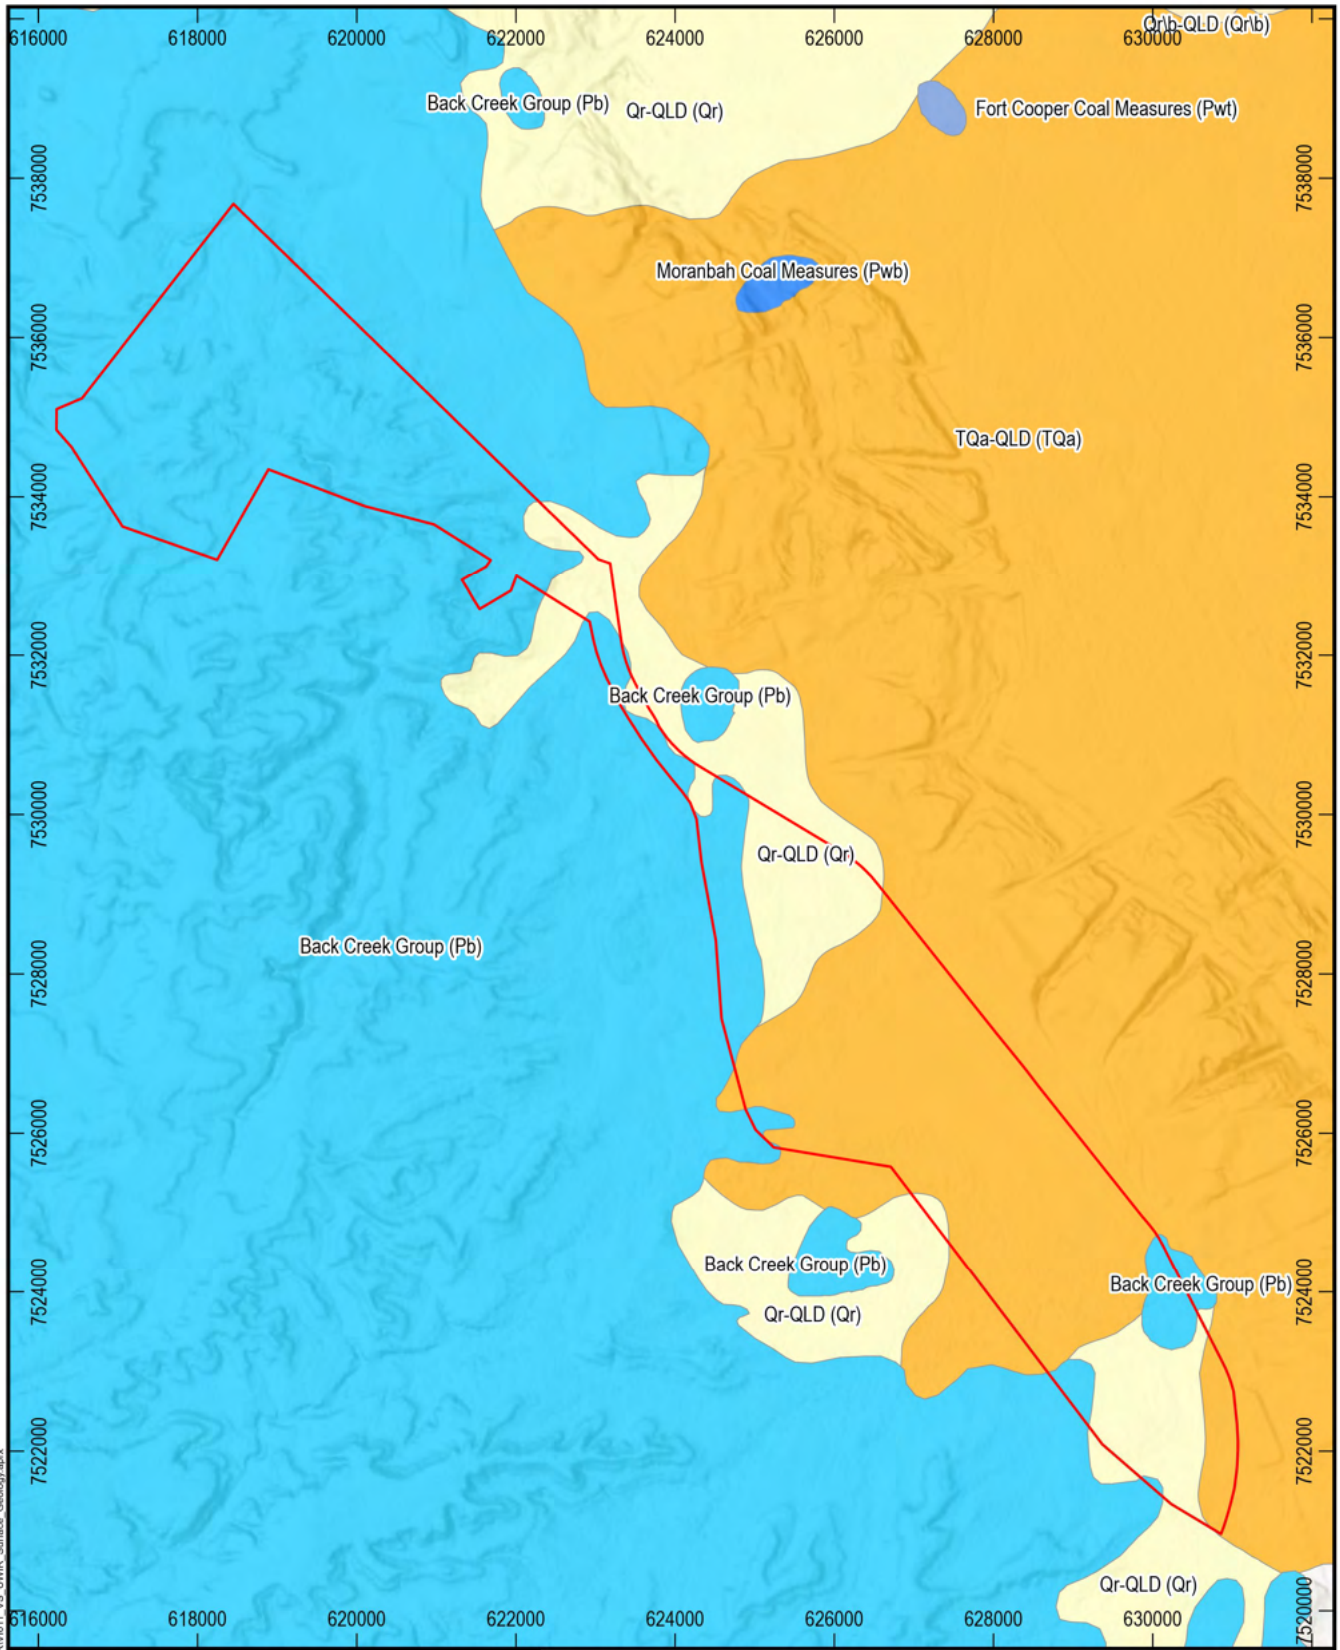 616000
618000
620000
622000
624000
626000
628000
630000
Qr\b-QLD (Qr\b)
Back Creek Group (Pb)
Qr-QLD (Qr)
Fort Cooper Coal Measures (Pwt)
7538000
7538000
Moranbah Coal Measures (Pwb)
7536000
7536000
TQa-QLD (TQa)
7534000
7534000
7532000
7532000
Back Creek Group (Pb)
7530000
7530000
Qr-QLD (Qr)
Back Creek Group (Pb)
7528000
7528000
7526000
7526000
Back Creek Group (Pb)
Back Creek Group (Pb)
7524000
7524000
Qr-QLD (Qr)
7522000
7522000
Qr-QLD (Qr)
7520000
616000
618000
620000
622000
624000
626000
628000
630000